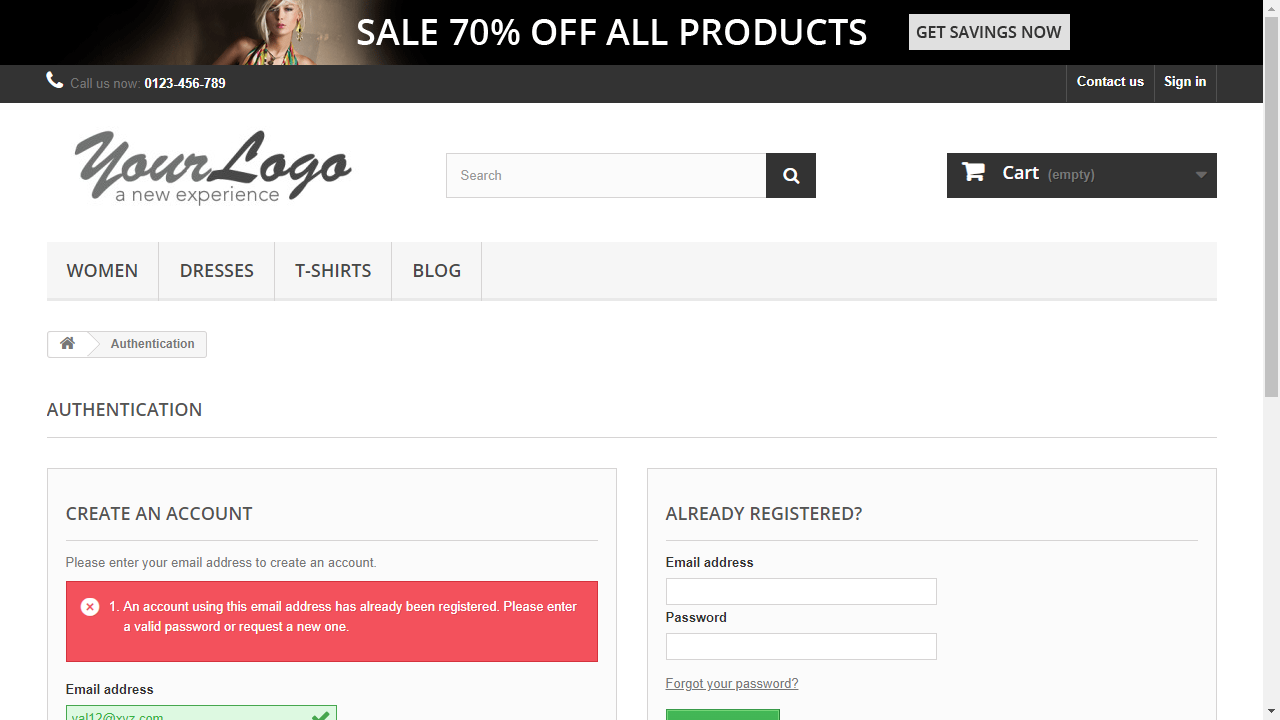 SALE 70% OFF ALL PRODUCTS
GET SAVINGS NOW
Call us now: 0123-456-789
Contact us
Sign in
YourLogo
a new experience
Search
Cart (empty)
WOMEN
DRESSES
T-SHIRTS
BLOG
Authentication
AUTHENTICATION
CREATE AN ACCOUNT
Please enter your email address to create an account.
1. An account using this email address has already been registered. Please enter
a valid password or request a new one.
Email address
val12@xyz.com
ALREADY REGISTERED?
Email address
Password
Forgot your password?